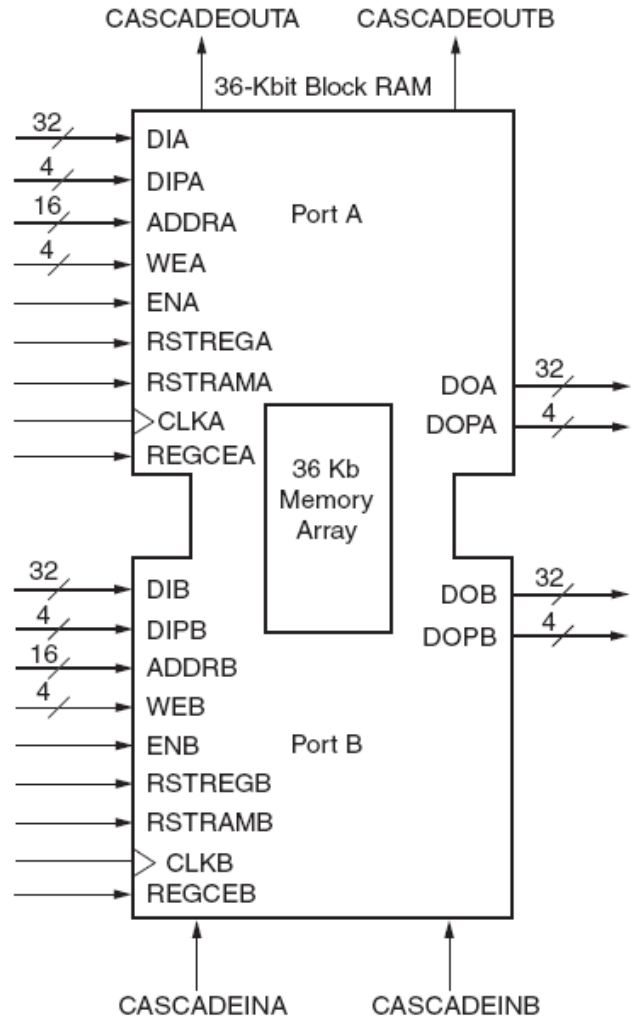 CASCADEOUTA CASCADEOUTB
36-Kbit Block RAM
32 DIA
4 DIPA
16 ADDRA
Port A
4 WEA
ENA
RSTREGA
RSTRAMA
DOA 32
CLKA
DOPA 4
REGCEA
36 Kb
Memory
Array
32 DIB
DOB 32
4 DIPB
DOPB 4
16 ADDRB
4 WEB
ENB
Port B
RSTREGB
RSTRAMB
CLKB
REGCEB
CASCADEINA CASCADEINB